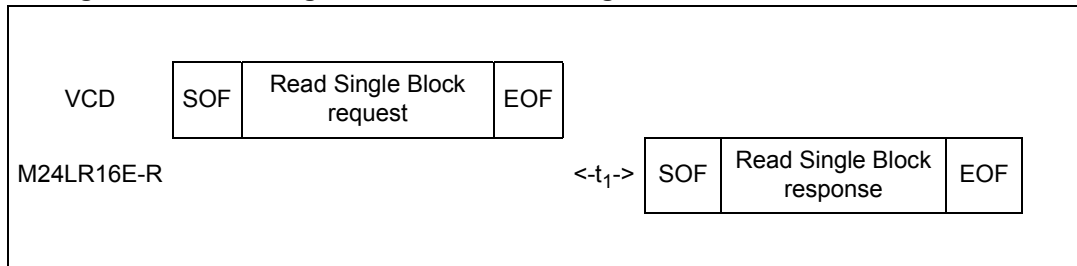 VCD SOF Read Single Block request EOF
M24LR16E-R <-t₁-> SOF Read Single Block response EOF